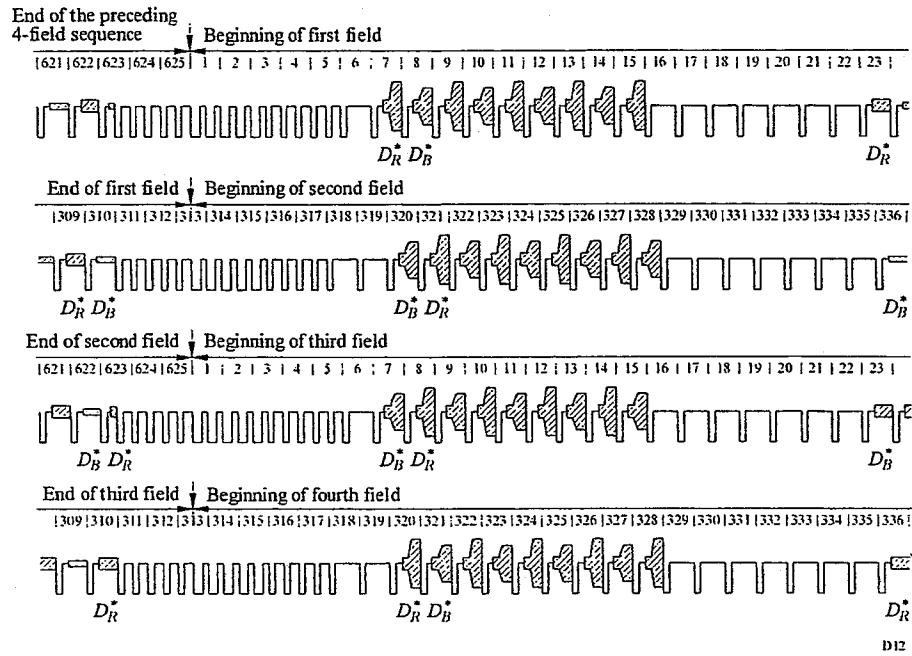 End of the preceding
4-field sequence
Beginning of first field
|621 |622 |623 |624 |625 | 1 | 2 | 3 | 4 | 5 | 6 | 7 | 8 | 9 | 10 | 11 | 12 | 13 | 14 | 15 | 16 | 17 | 18 | 19 | 20 | 21 | 22 | 23 |
D*R D*B D*R
End of first field Beginning of second field
|309 |310 |311 |312 |313 |314 |315 |316 |317 |318 |319 |320 |321 |322 |323 |324 |325 |326 |327 |328 |329 |330 |331 |332 |333 |334 |335 |336 |
D*R D*B D*B D*R D*B
End of second field Beginning of third field
|621 |622 |623 |624 |625 | 1 | 2 | 3 | 4 | 5 | 6 | 7 | 8 | 9 | 10 | 11 | 12 | 13 | 14 | 15 | 16 | 17 | 18 | 19 | 20 | 21 | 22 | 23 |
D*B D*R D*B D*R D*B
End of third field Beginning of fourth field
|309 |310 |311 |312 |313 |314 |315 |316 |317 |318 |319 |320 |321 |322 |323 |324 |325 |326 |327 |328 |329 |330 |331 |332 |333 |334 |335 |336 |
D*R D*R D*B D*R
D12